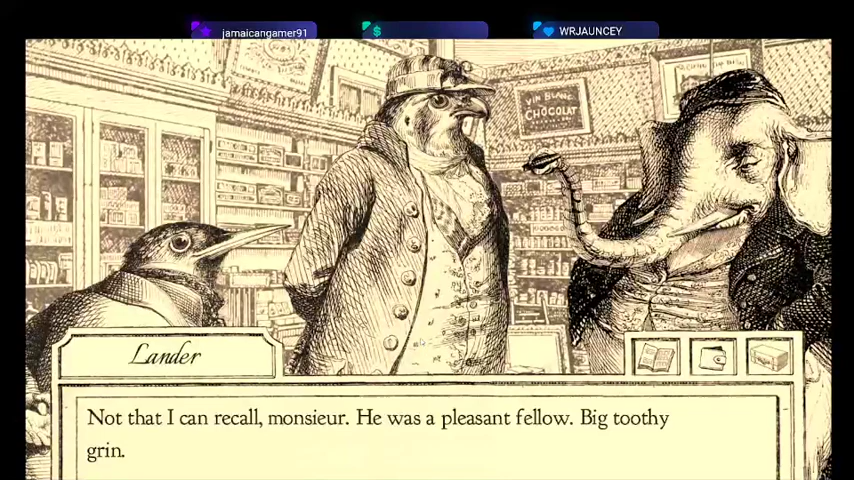 jamaicangamer91
$
WRJAUNCEY
VIN BLANC
CHOCOLAT
Lander
Not that I can recall, monsieur. He was a pleasant fellow. Big toothy
grin.